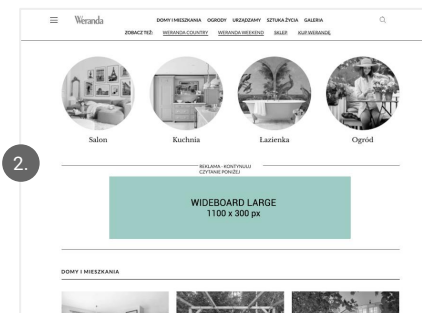 Weranda
DOMY I MIESZKANIA OGRODY URZĄDZAMY SZTUKA ŻYCIA GALERIA
ZOBACZ TEŻ: WERANDA COUNTRY WERANDA WEEKEND SKLEP KUP WERANDĘ
Salon Kuchnia Łazienka Ogród
2.
REKLAMA - KONTYNUUJ
CZYTANIE PONIŻEJ
WIDEBOARD LARGE
1100 x 300 px
DOMY I MIESZKANIA